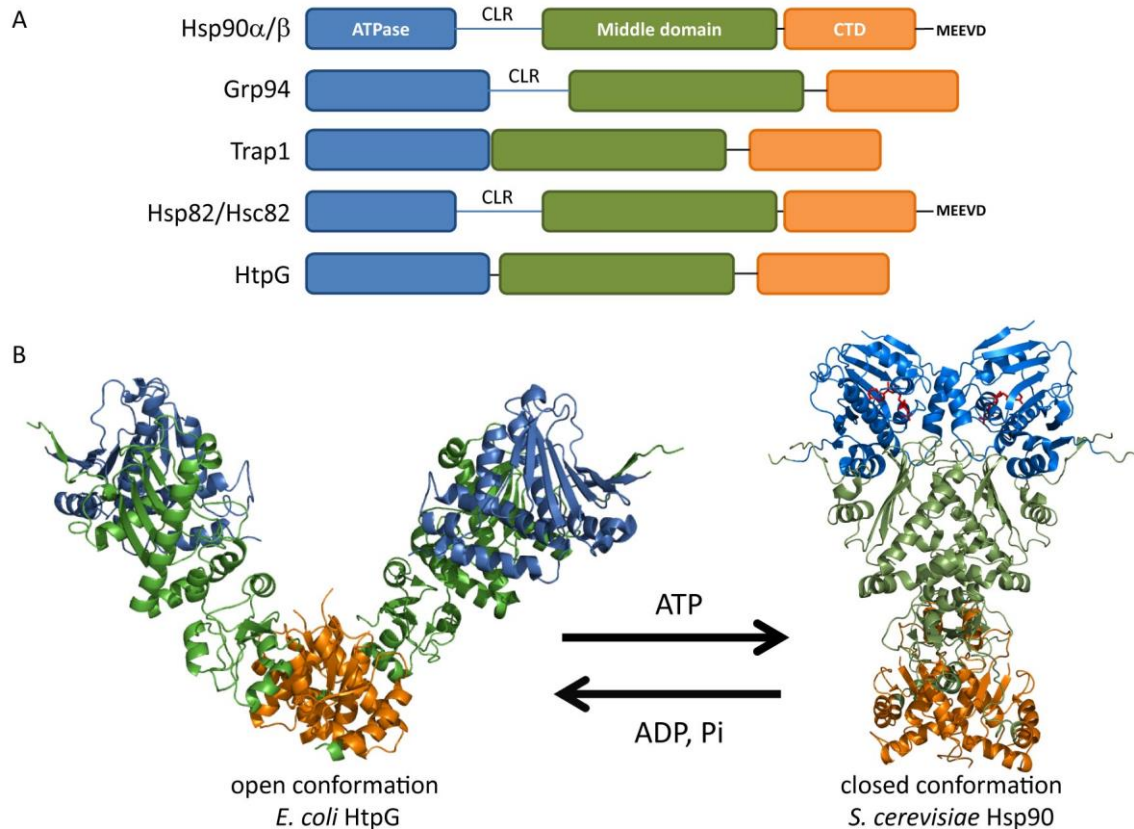 A
Hsp90α/β
ATPase
CLR
Middle domain
CTD
MEEVD
Grp94
CLR
Trap1
Hsp82/Hsc82
CLR
MEEVD
HtpG
B
ATP
ADP, Pi
open conformation
E. coli HtpG
closed conformation
S. cerevisiae Hsp90